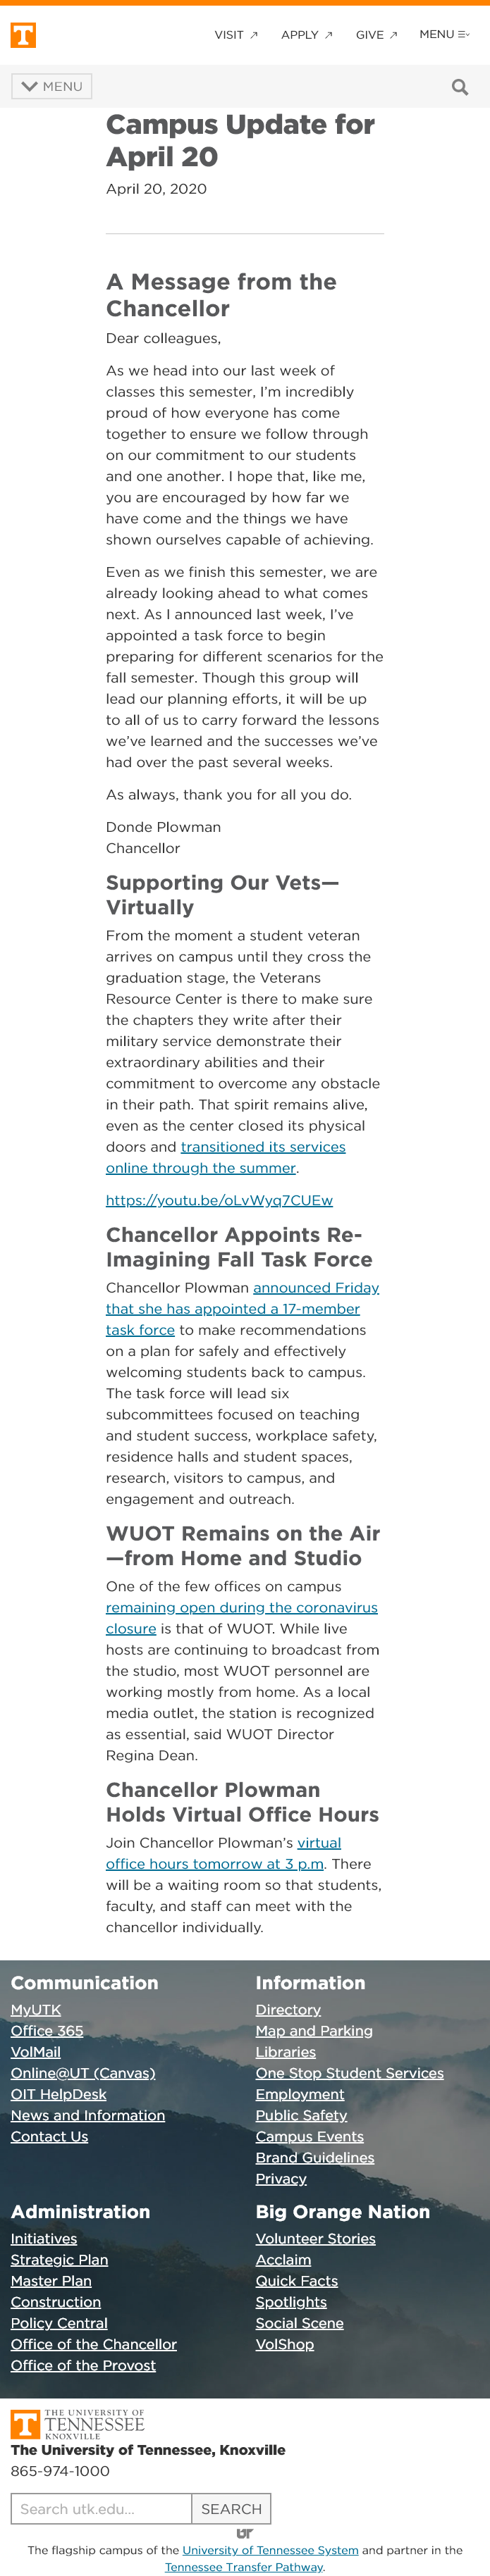 VISIT ↗ APPLY ↗ GIVE ↗ MENU
MENU
Campus Update for
April 20
April 20, 2020
A Message from the
Chancellor
Dear colleagues,
As we head into our last week of
classes this semester, I’m incredibly
proud of how everyone has come
together to ensure we follow through
on our commitment to our students
and one another. I hope that, like me,
you are encouraged by how far we
have come and the things we have
shown ourselves capable of achieving.
Even as we finish this semester, we are
already looking ahead to what comes
next. As I announced last week, I’ve
appointed a task force to begin
preparing for different scenarios for the
fall semester. Though this group will
lead our planning efforts, it will be up
to all of us to carry forward the lessons
we’ve learned and the successes we’ve
had over the past several weeks.
As always, thank you for all you do.
Donde Plowman
Chancellor
Supporting Our Vets—
Virtually
From the moment a student veteran
arrives on campus until they cross the
graduation stage, the Veterans
Resource Center is there to make sure
the chapters they write after their
military service demonstrate their
extraordinary abilities and their
commitment to overcome any obstacle
in their path. That spirit remains alive,
even as the center closed its physical
doors and transitioned its services
online through the summer.
https://youtu.be/oLvWyq7CUEw
Chancellor Appoints Re-
Imagining Fall Task Force
Chancellor Plowman announced Friday
that she has appointed a 17-member
task force to make recommendations
on a plan for safely and effectively
welcoming students back to campus.
The task force will lead six
subcommittees focused on teaching
and student success, workplace safety,
residence halls and student spaces,
research, visitors to campus, and
engagement and outreach.
WUOT Remains on the Air
—from Home and Studio
One of the few offices on campus
remaining open during the coronavirus
closure is that of WUOT. While live
hosts are continuing to broadcast from
the studio, most WUOT personnel are
working mostly from home. As a local
media outlet, the station is recognized
as essential, said WUOT Director
Regina Dean.
Chancellor Plowman
Holds Virtual Office Hours
Join Chancellor Plowman’s virtual
office hours tomorrow at 3 p.m. There
will be a waiting room so that students,
faculty, and staff can meet with the
chancellor individually.
Communication
MyUTK
Office 365
VolMail
Online@UT (Canvas)
OIT HelpDesk
News and Information
Contact Us
Information
Directory
Map and Parking
Libraries
One Stop Student Services
Employment
Public Safety
Campus Events
Brand Guidelines
Privacy
Administration
Initiatives
Strategic Plan
Master Plan
Construction
Policy Central
Office of the Chancellor
Office of the Provost
Big Orange Nation
Volunteer Stories
Acclaim
Quick Facts
Spotlights
Social Scene
VolShop
T THE UNIVERSITY OF
TENNESSEE
KNOXVILLE
The University of Tennessee, Knoxville
865-974-1000
Search utk.edu... SEARCH
UT
The flagship campus of the University of Tennessee System and partner in the
Tennessee Transfer Pathway.